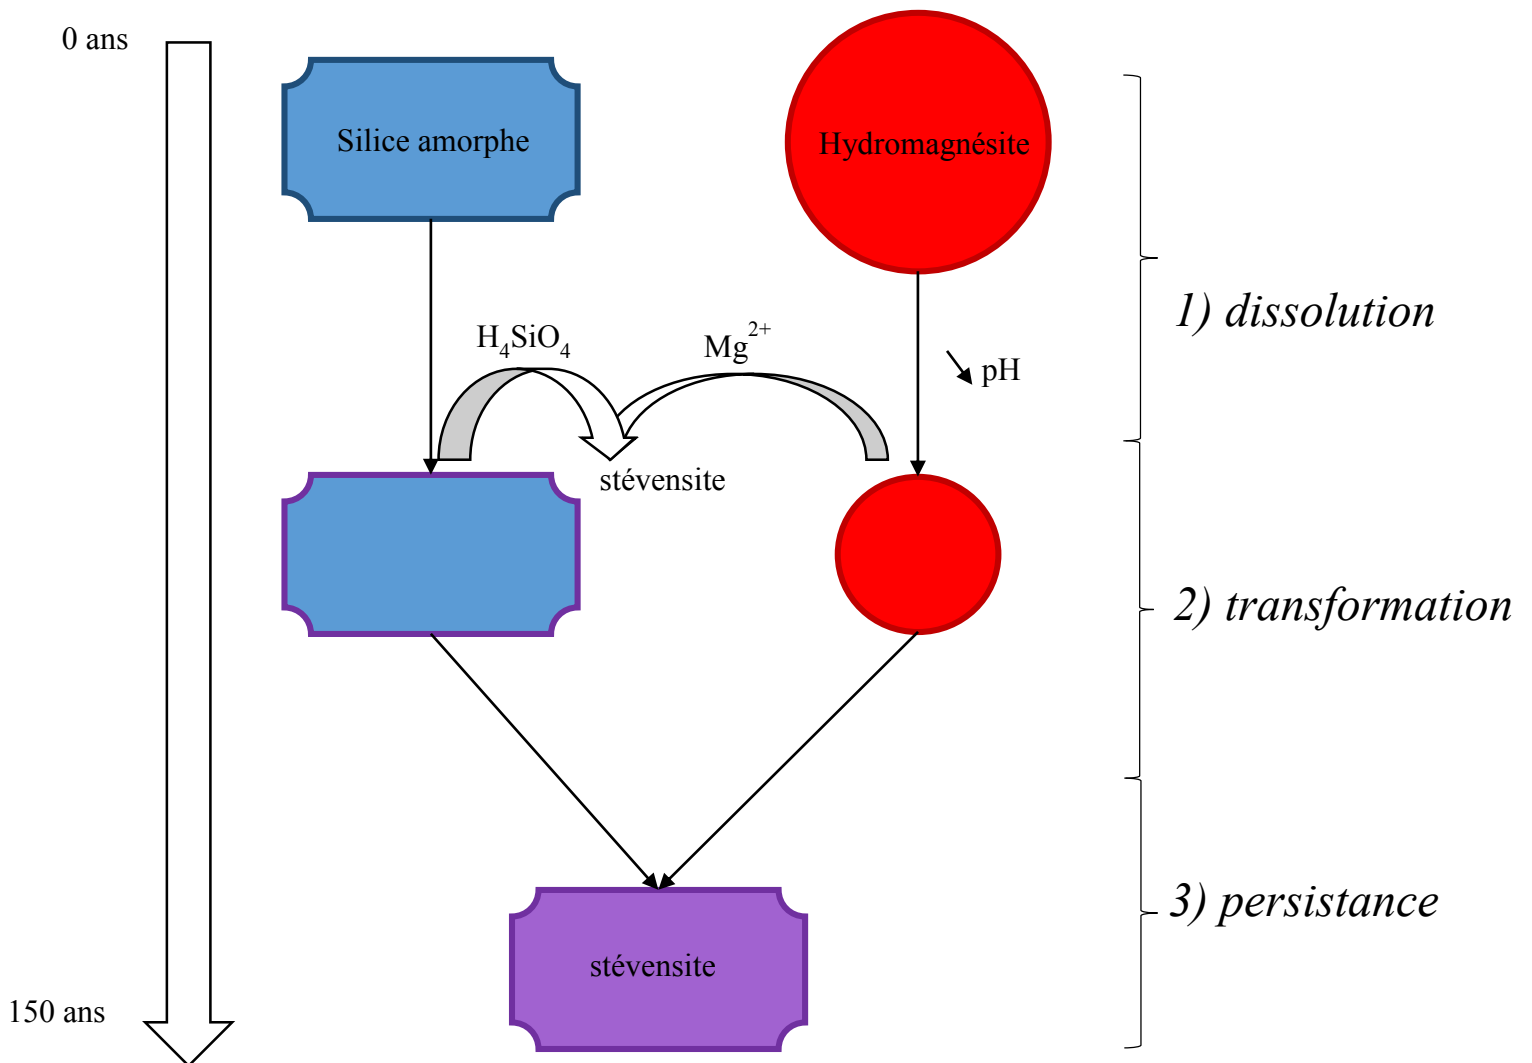 0 ans
Silice amorphe
Hydromagnésite
1) dissolution
H₄SiO₄
Mg²⁺
pH
stévensite
2) transformation
3) persistance
stévensite
150 ans